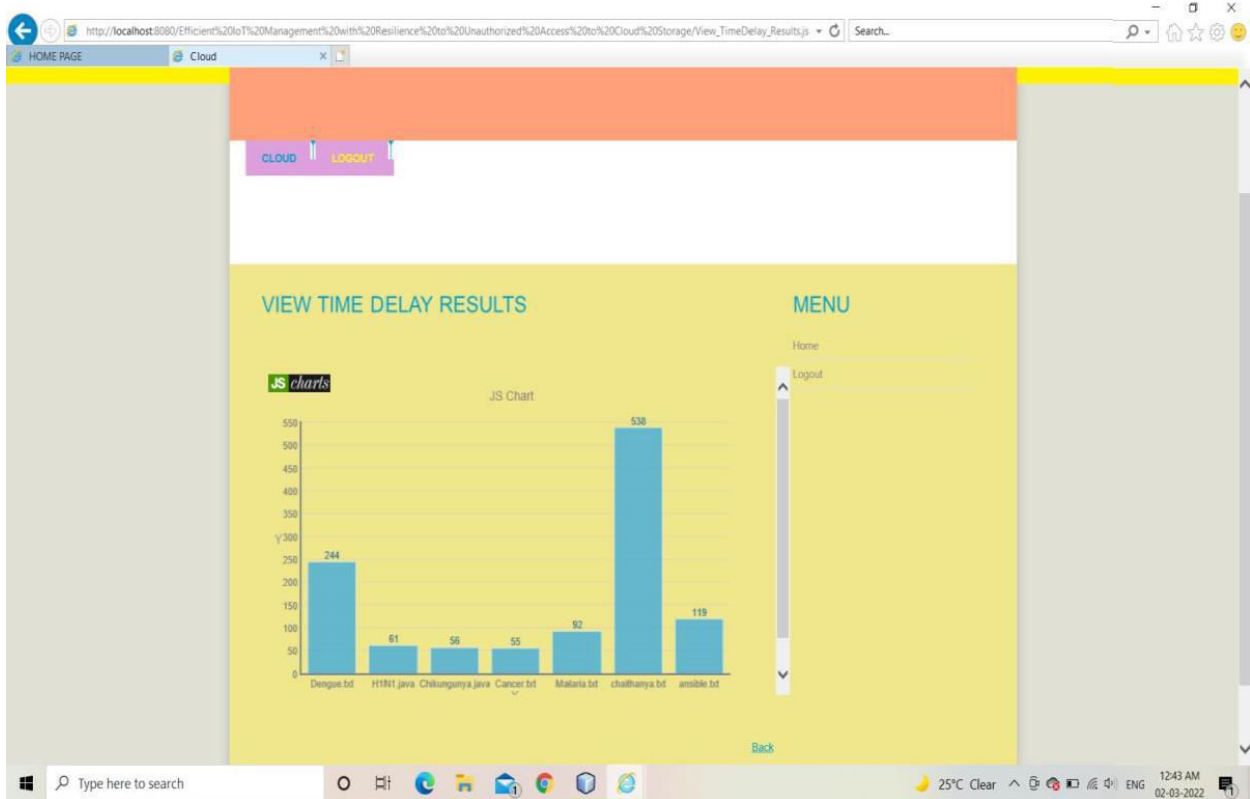 http://localhost:8080/Efficient%20IoT%20Management%20with%20Resilience%20to%20Unauthorized%20Access%20to%20Cloud%20Storage/View_TimeDelay_Results.js
Search...
HOME PAGE
Cloud
CLOUD
LOGOUT
VIEW TIME DELAY RESULTS
MENU
Home
Logout
JS charts
JS Chart
550
500
450
400
350
300
250
200
150
100
50
0
Y
244
61
56
55
92
538
119
Dengue.txt H1N1.java Chikungunya.java Cancer.txt Malaria.txt chaithanya.txt ansible.txt
Back
Type here to search
25°C Clear
ENG
12:43 AM
02-03-2022
1
1